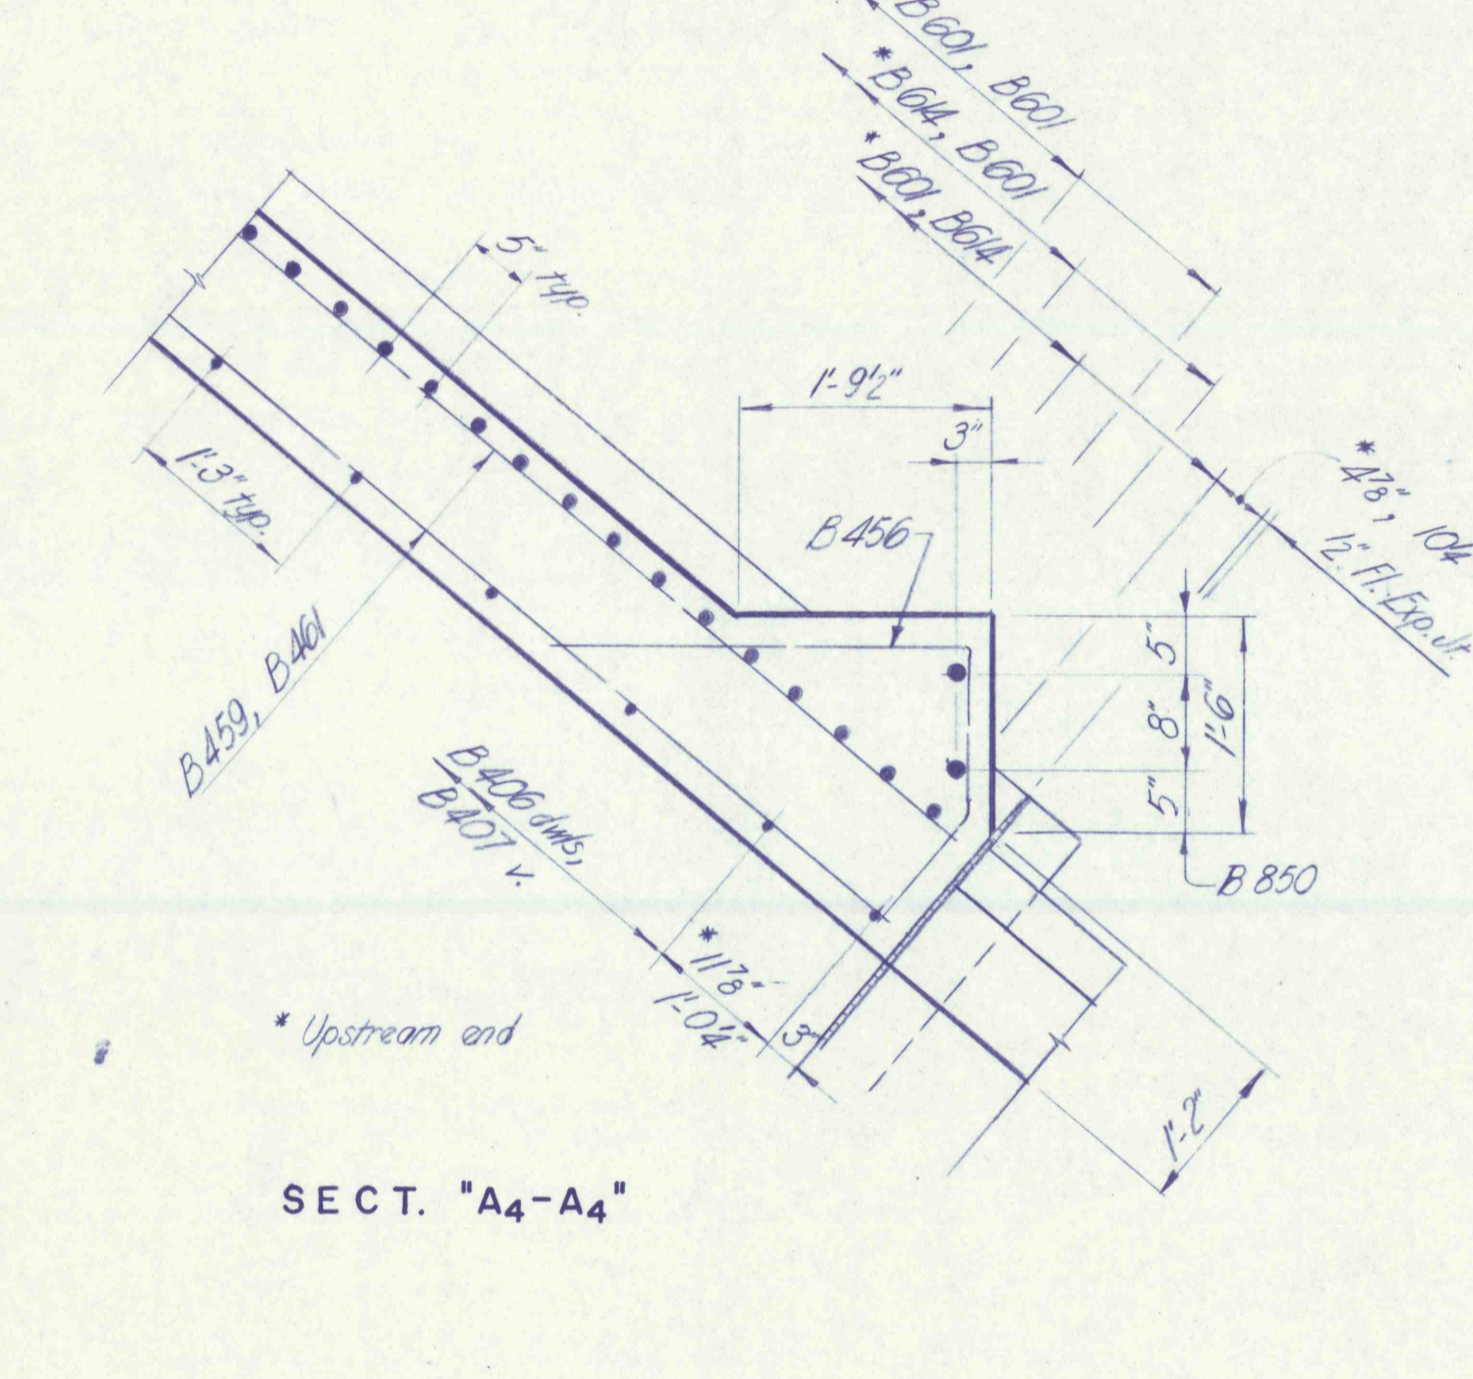 B601, B601
*B614, B601
*B601, B614
5" typ.
1'-9½"
3"
*
4⅞", 10¼
½" Fl. Exp. Jt.
1'-3" typ.
B456
5"
8"
1'-6"
5"
B459, B461
B406 dwls,
B407 v.
B850
*
11⅞"
1'-0¼"
3"
* Upstream end
1'-2"
SECT. "A4-A4"